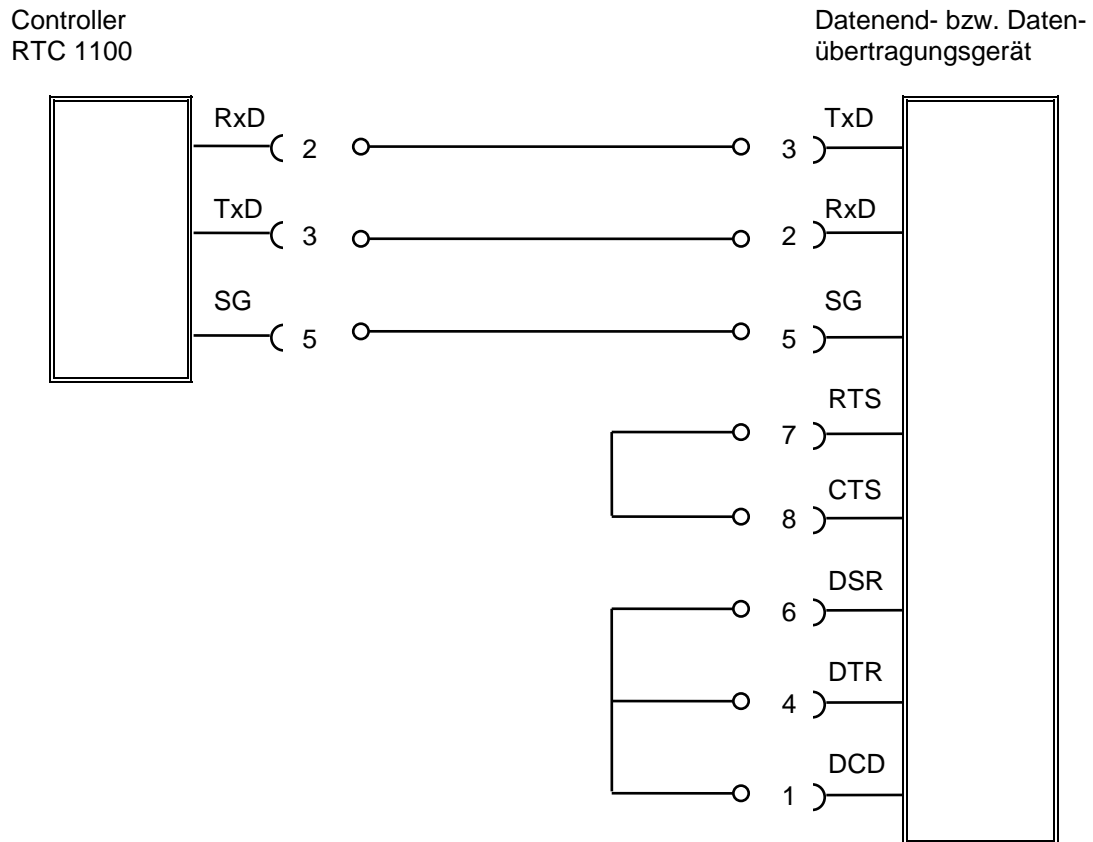 Controller
RTC 1100
Datenend- bzw. Daten-
übertragungsgerät
RxD
2
3
TxD
TxD
3
2
RxD
SG
5
5
SG
RTS
7
CTS
8
DSR
6
DTR
4
DCD
1